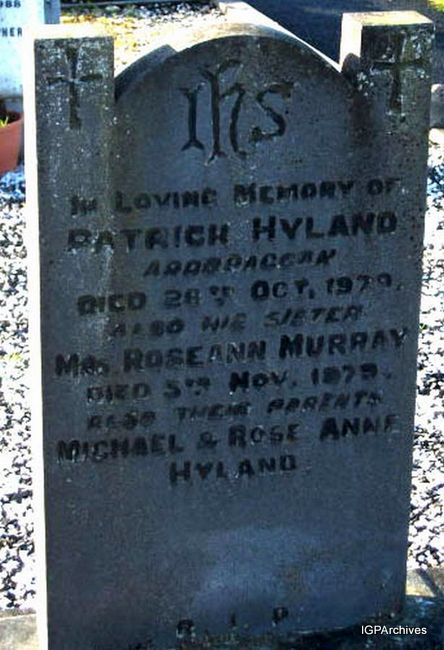 IHS
IN LOVING MEMORY OF
PATRICK HYLAND
ARDBRACCAN
DIED 26TH OCT, 1979.
ALSO HIS SISTER
MRS ROSEANN MURRAY
DIED 5TH NOV. 1979.
ALSO THEIR PARENTS
MICHAEL & ROSE ANNE
HYLAND
R.I.P
IGPArchives